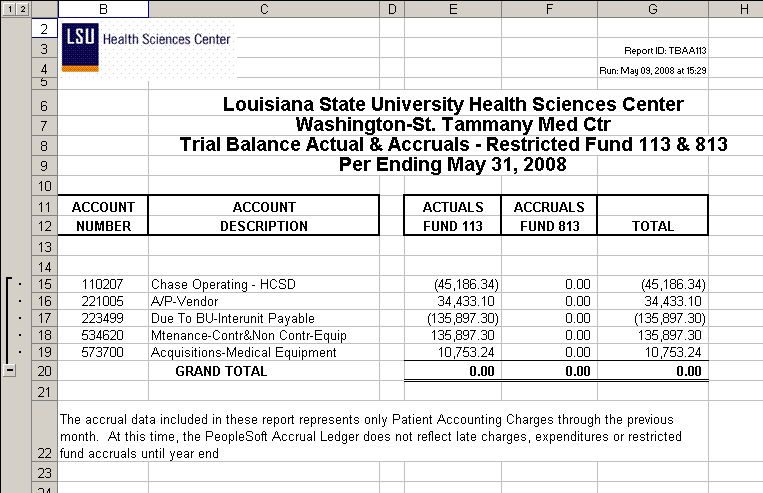 1 2 B C D E F G H
2
LSU Health Sciences Center
3 Report ID: TBAA113
4 Run: May 09, 2008 at 15:29
5
6 Louisiana State University Health Sciences Center
7 Washington-St. Tammany Med Ctr
8 Trial Balance Actual & Accruals - Restricted Fund 113 & 813
9 Per Ending May 31, 2008
10
11 ACCOUNT ACCOUNT ACTUALS ACCRUALS
12 NUMBER DESCRIPTION FUND 113 FUND 813 TOTAL
13
14
15 110207 Chase Operating - HCSD (45,186.34) 0.00 (45,186.34)
16 221005 A/P-Vendor 34,433.10 0.00 34,433.10
17 223499 Due To BU-Interunit Payable (135,897.30) 0.00 (135,897.30)
18 534620 Mtenance-Contr&Non Contr-Equip 135,897.30 0.00 135,897.30
19 573700 Acquisitions-Medical Equipment 10,753.24 0.00 10,753.24
20 GRAND TOTAL 0.00 0.00 0.00
21
The accrual data included in these report represents only Patient Accounting Charges through the previous
month. At this time, the PeopleSoft Accrual Ledger does not reflect late charges, expenditures or restricted
22 fund accruals until year end
23
24